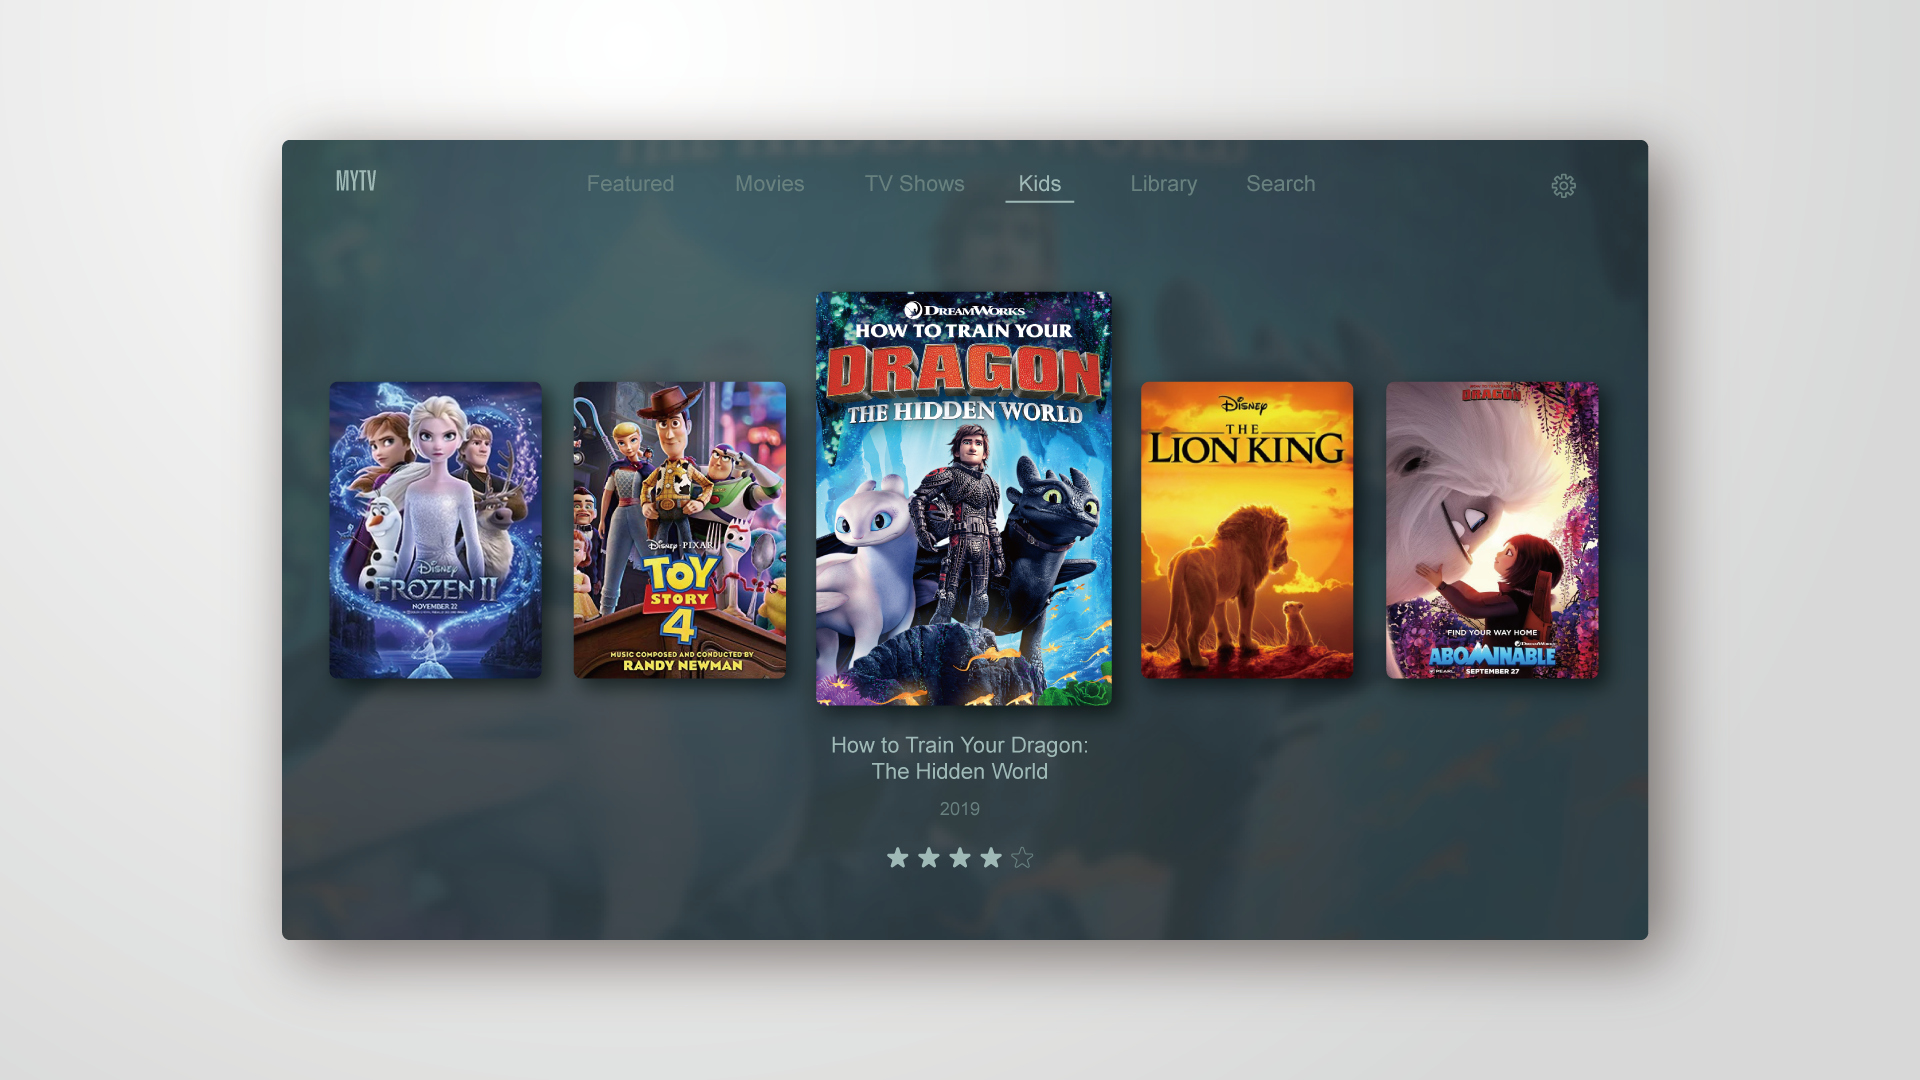 MYTV
Featured Movies TV Shows Kids Library Search
DREAMWORKS
HOW TO TRAIN YOUR
DRAGON
THE HIDDEN WORLD
DISNEY
FROZEN II
NOVEMBER 22
DISNEY·PIXAR
TOY
STORY
4
MUSIC COMPOSED AND CONDUCTED BY
RANDY NEWMAN
DISNEY
THE
LION KING
DRAGON
FIND YOUR WAY HOME
DREAMWORKS
ABOMINABLE
PEARL
SEPTEMBER 27
How to Train Your Dragon:
The Hidden World
2019